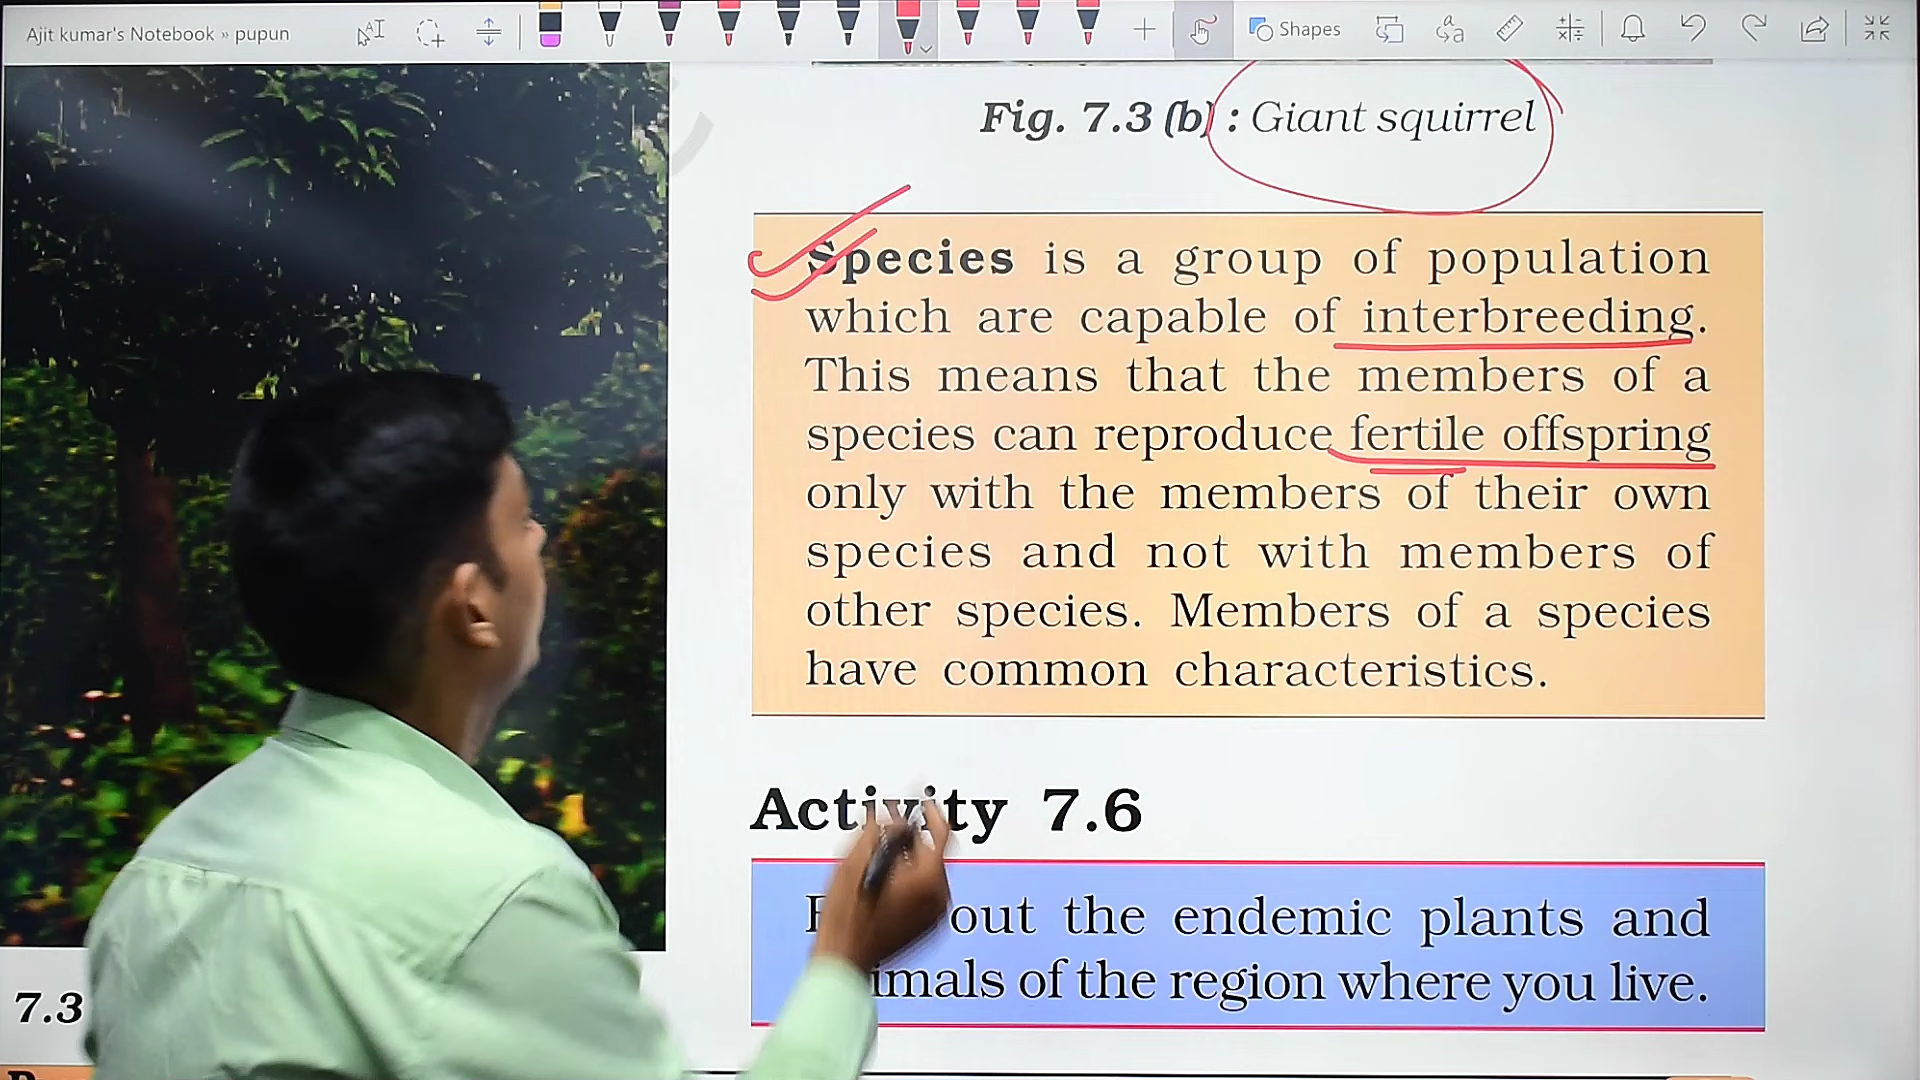 Ajit kumar's Notebook » pupun
Shapes
Fig. 7.3 (b) : Giant squirrel
Species is a group of population
which are capable of interbreeding.
This means that the members of a
species can reproduce fertile offspring
only with the members of their own
species and not with members of
other species. Members of a species
have common characteristics.
Activity 7.6
out the endemic plants and
of the region where you live.
7.3